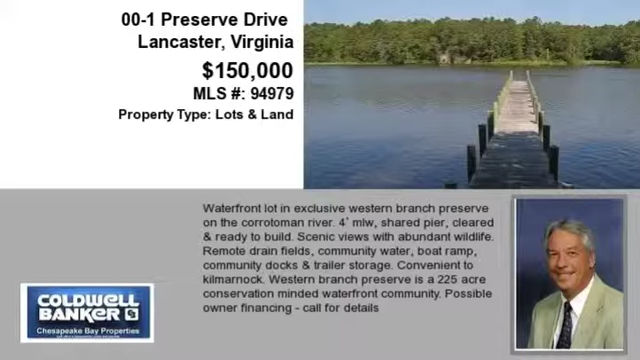 00-1 Preserve Drive
Lancaster, Virginia
$150,000
MLS #: 94979
Property Type: Lots & Land
Waterfront lot in exclusive western branch preserve
on the corrotoman river. 4' mlw, shared pier, cleared
& ready to build. Scenic views with abundant wildlife.
Remote drain fields, community water, boat ramp,
community docks & trailer storage. Convenient to
kilmarnock. Western branch preserve is a 225 acre
conservation minded waterfront community. Possible
owner financing - call for details
COLDWELL
BANKER
Chesapeake Bay Properties